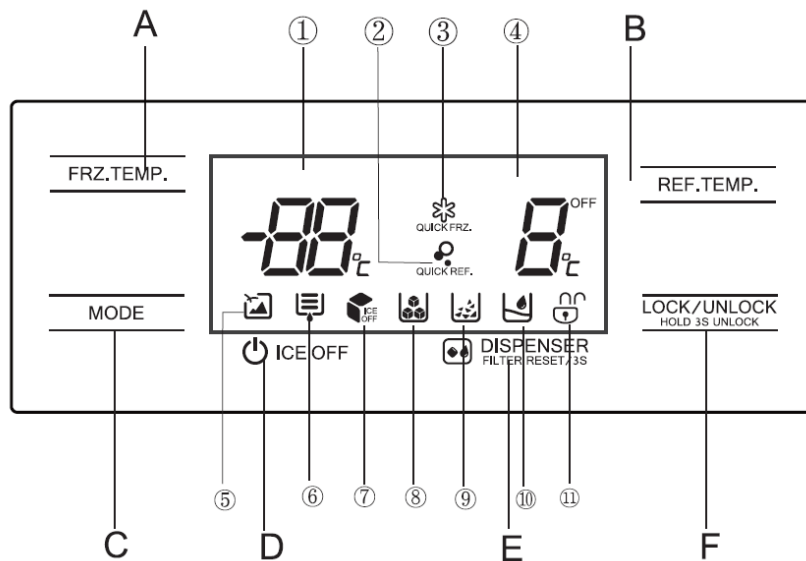 A
①
②
③
④
B
FRZ.TEMP.
REF.TEMP.
-88°C
QUICK FRZ.
QUICK REF.
8°C
OFF
MODE
ICE OFF
LOCK/UNLOCK
HOLD 3S UNLOCK
ICE OFF
DISPENSER
FILTER RESET/3S
⑤
⑥
⑦
⑧
⑨
⑩
⑪
C
D
E
F